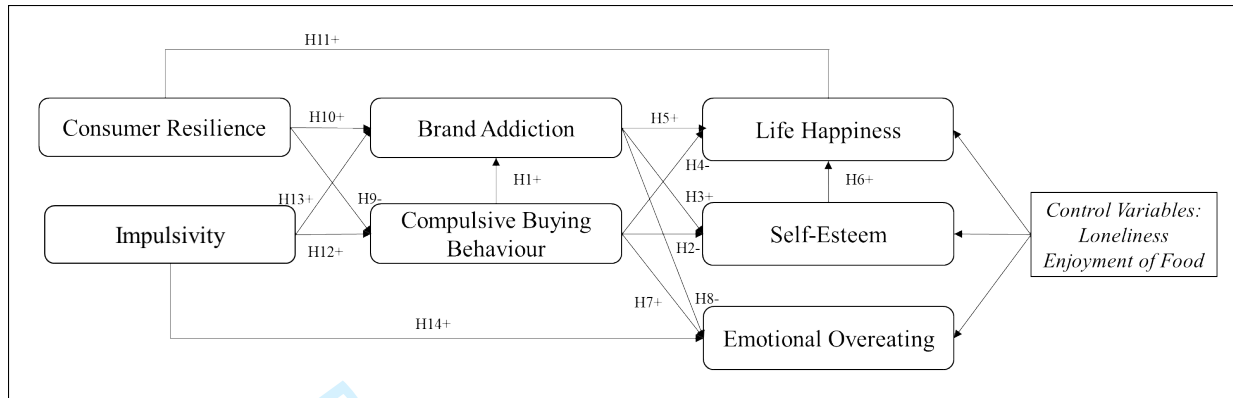 H11+
Consumer Resilience
H10+
Brand Addiction
H5+
Life Happiness
H4-
H1+
H3+
H6+
H13+
H9-
Impulsivity
H12+
Compulsive Buying
Behaviour
H2-
Self-Esteem
Control Variables:
Loneliness
Enjoyment of Food
H7+
H8-
H14+
Emotional Overeating